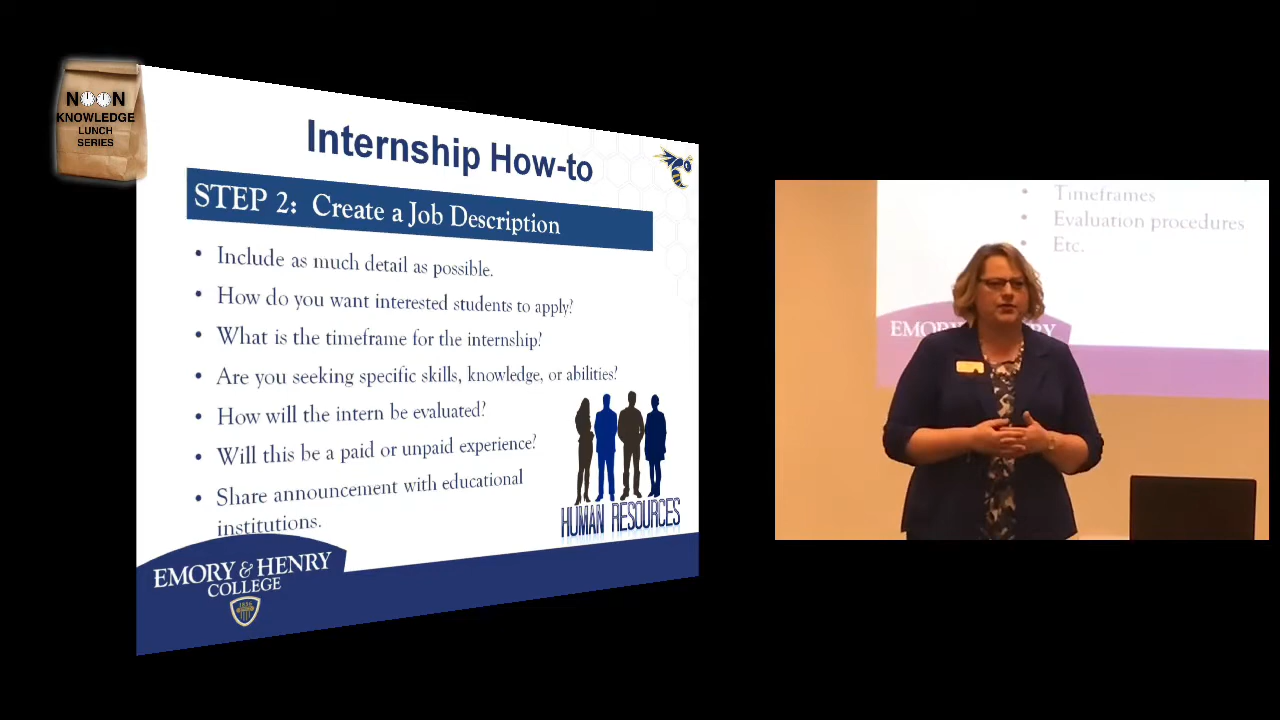 NOON
KNOWLEDGE
LUNCH
SERIES
Internship How-to
STEP 2: Create a Job Description
• Include as much detail as possible.
• How do you want interested students to apply?
• What is the timeframe for the internship?
• Are you seeking specific skills, knowledge, or abilities?
• How will the intern be evaluated?
• Will this be a paid or unpaid experience?
• Share announcement with educational
institutions.
HUMAN RESOURCES
EMORY & HENRY
COLLEGE
1836
• Timeframes
• Evaluation procedures
• Etc.
EMORY HENRY